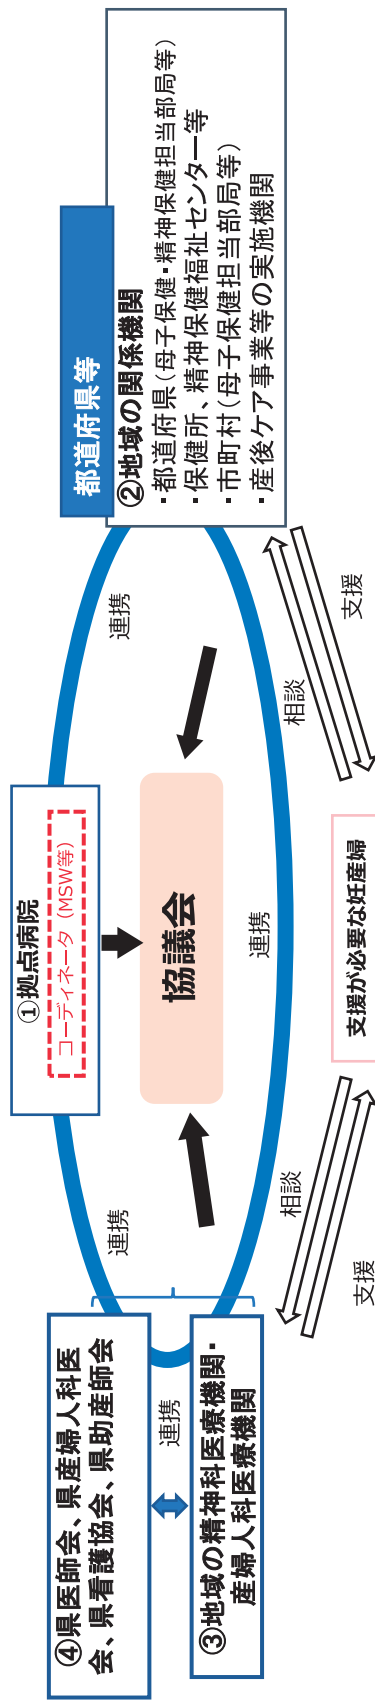 ④県医師会、県産婦人科医
会、県看護協会、県助産師会
連携
③地域の精神科医療機関・
産婦人科医療機関
連携
①拠点病院
コーディネータ（MSW等）
協議会
連携
連携
都道府県等
②地域の関係機関
・都道府県（母子保健・精神保健担当部局等）
・保健所、精神保健福祉センター等
・市町村（母子保健担当部局等）
・産後ケア事業等の実施機関
相談
支援
支援が必要な妊産婦
相談
支援